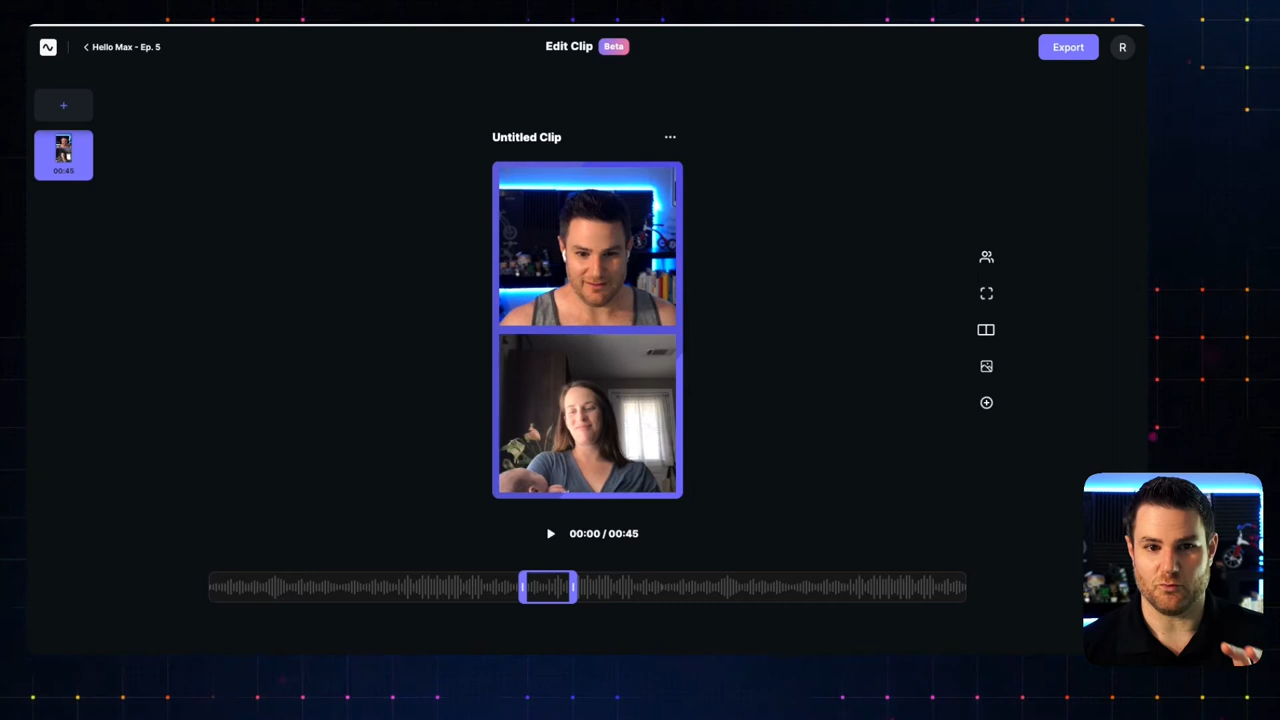 Hello Max - Ep. 5
Edit Clip Beta
Export
R
+
00:45
Untitled Clip
00:00 / 00:45